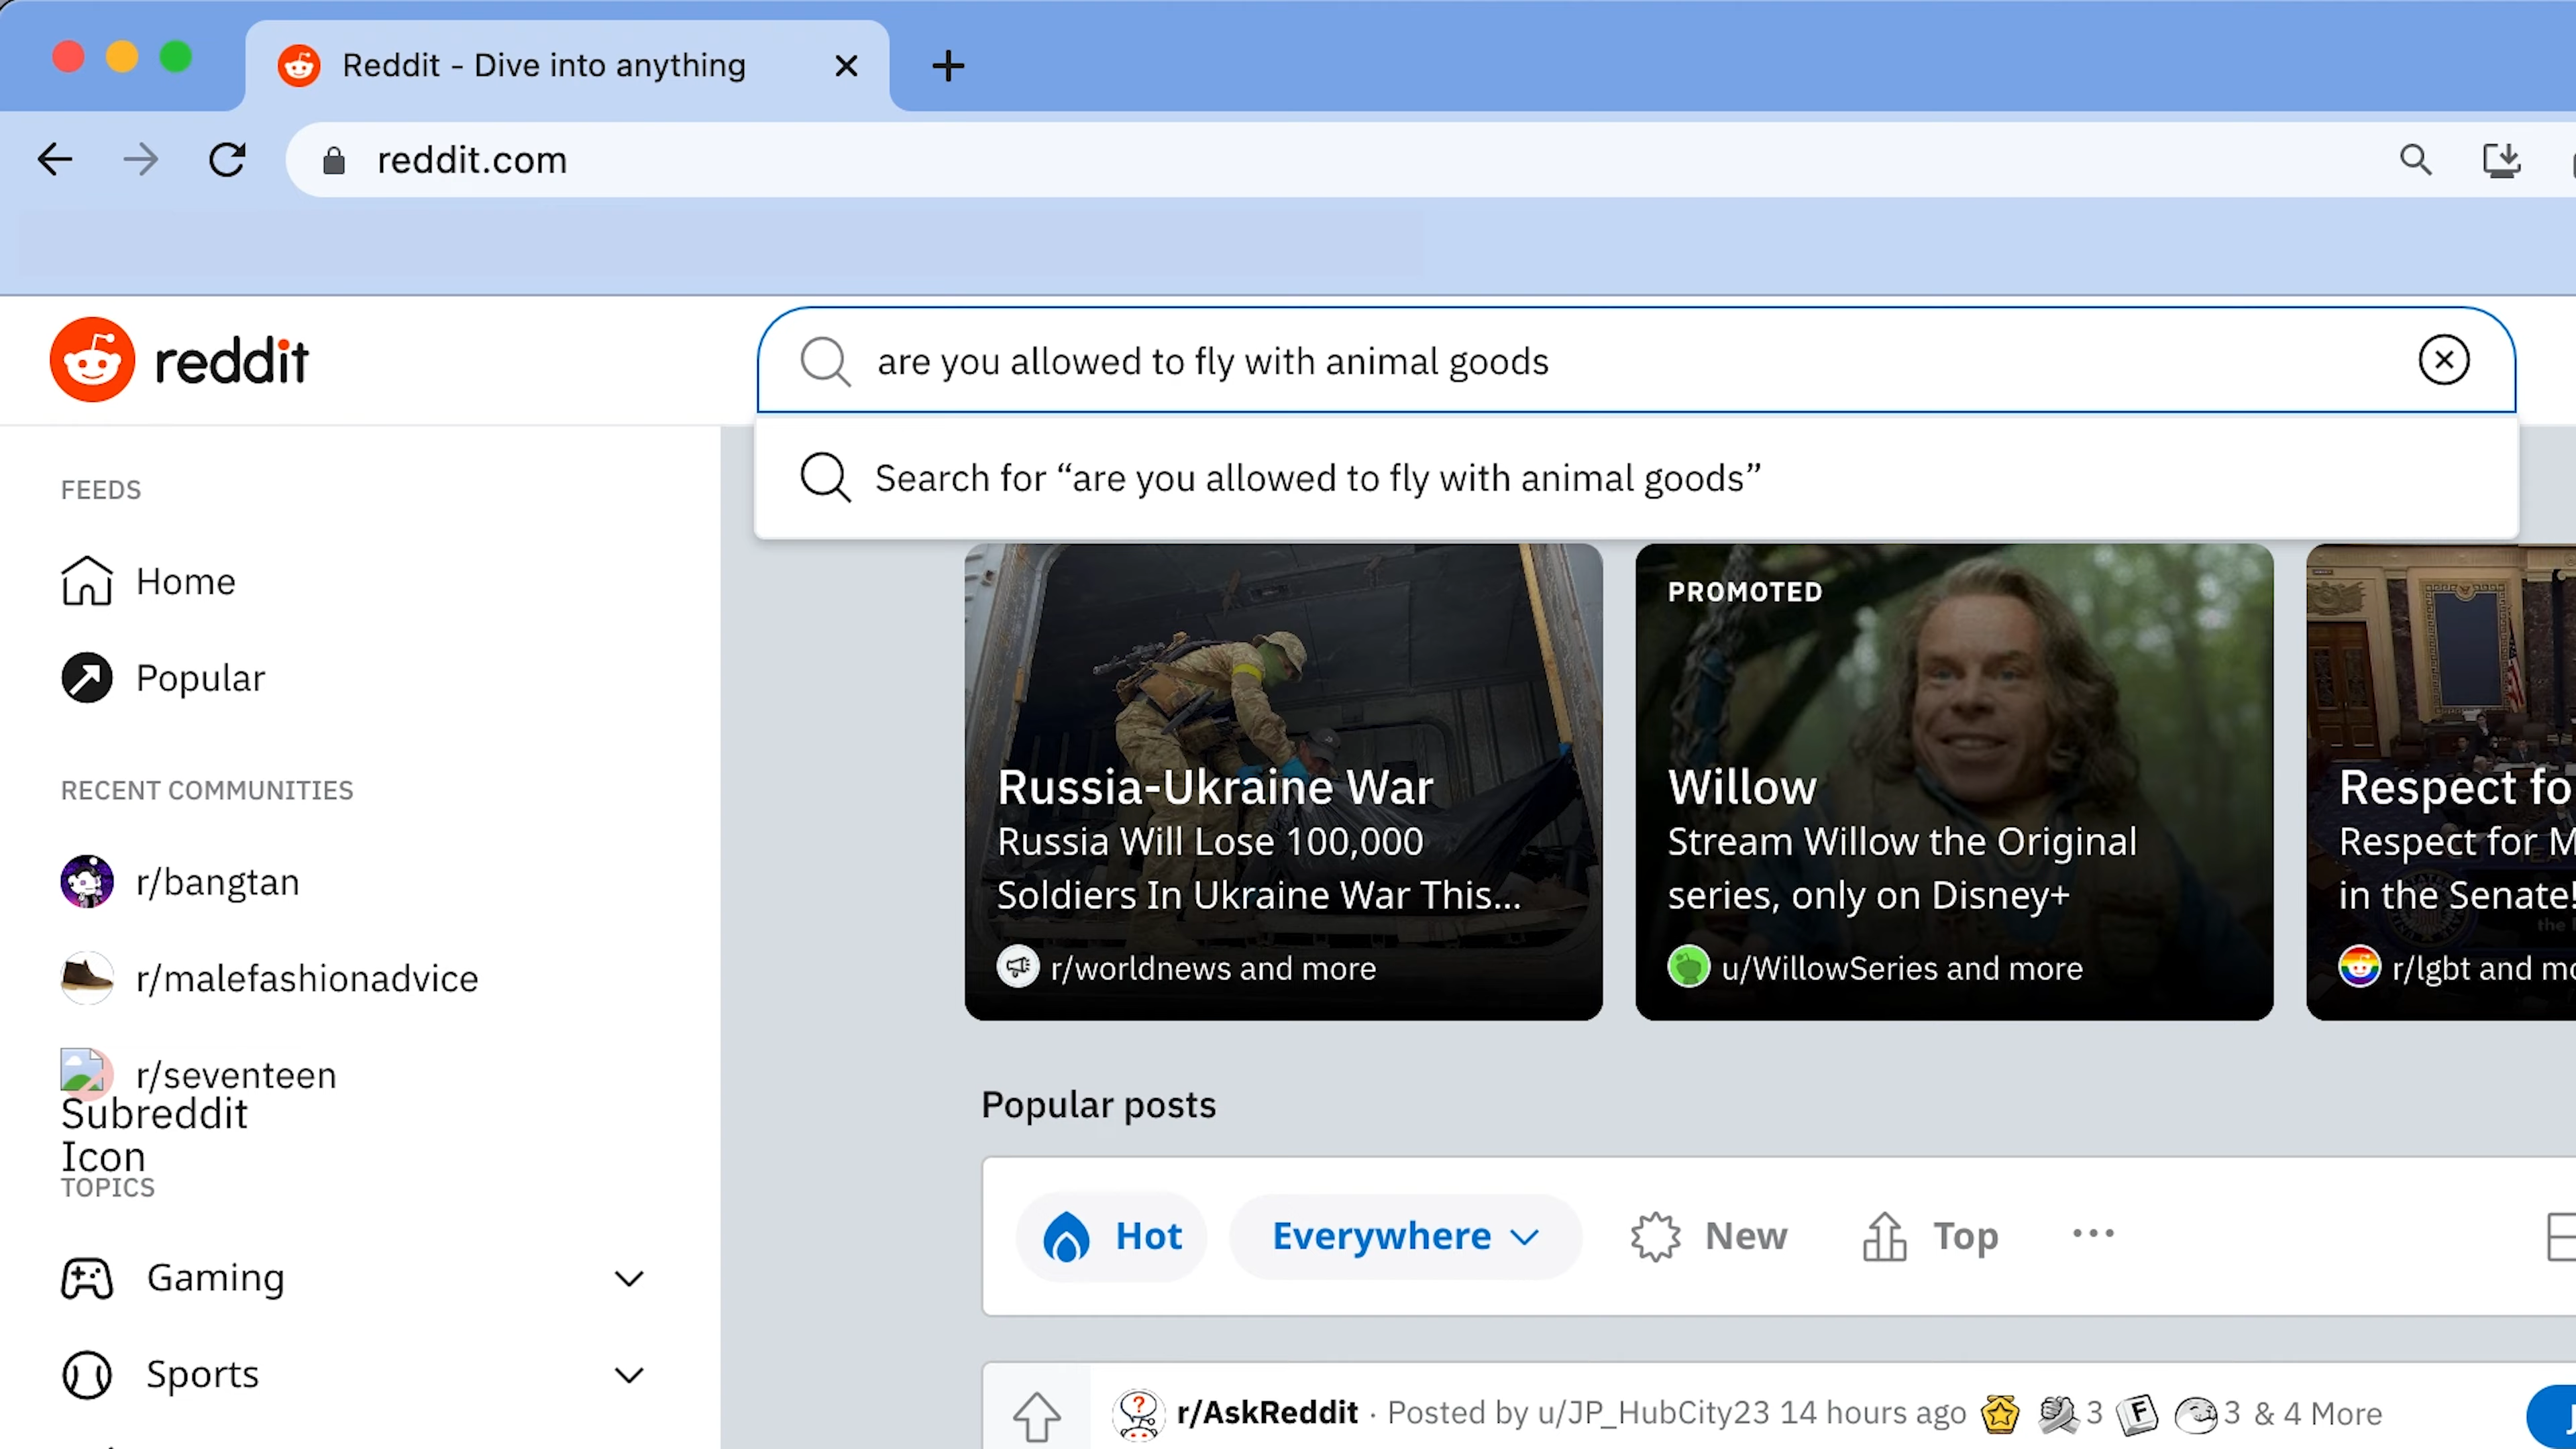 Reddit - Dive into anything
reddit.com
reddit
are you allowed to fly with animal goods
Search for “are you allowed to fly with animal goods”
FEEDS
Home
Popular
RECENT COMMUNITIES
r/bangtan
r/malefashionadvice
r/seventeen
Subreddit
Icon
TOPICS
Gaming
Sports
Russia-Ukraine War
Russia Will Lose 100,000
Soldiers In Ukraine War This...
r/worldnews and more
PROMOTED
Willow
Stream Willow the Original
series, only on Disney+
u/WillowSeries and more
Respect fo
Respect for M
in the Senate!
r/lgbt and mo
Popular posts
Hot
Everywhere
New
Top
r/AskReddit · Posted by u/JP_HubCity23 14 hours ago 3 F 3 & 4 More